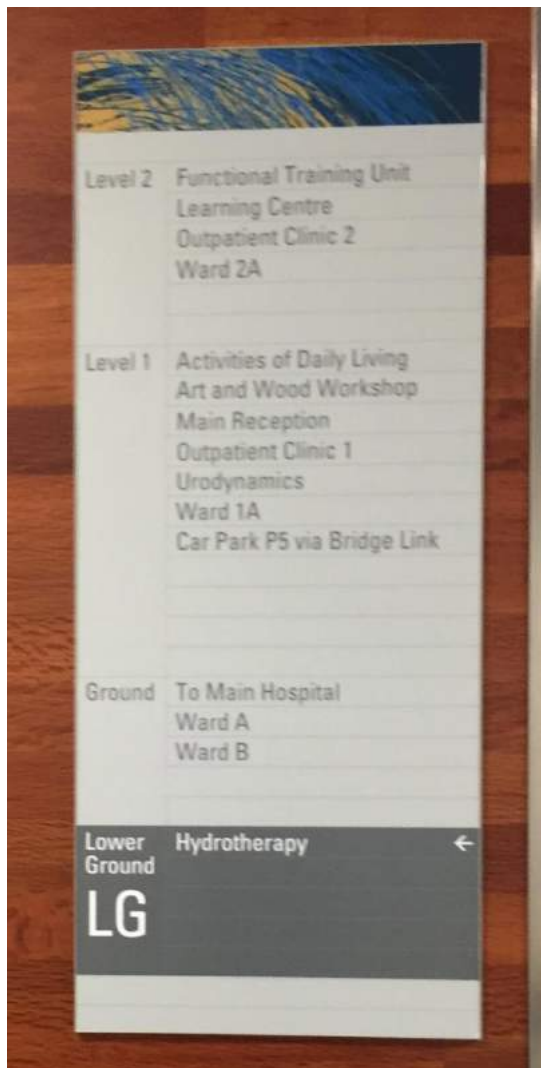 Level 2 Functional Training Unit
Learning Centre
Outpatient Clinic 2
Ward 2A
Level 1 Activities of Daily Living
Art and Wood Workshop
Main Reception
Outpatient Clinic 1
Urodynamics
Ward 1A
Car Park P5 via Bridge Link
Ground To Main Hospital
Ward A
Ward B
Lower Hydrotherapy ←
Ground
LG